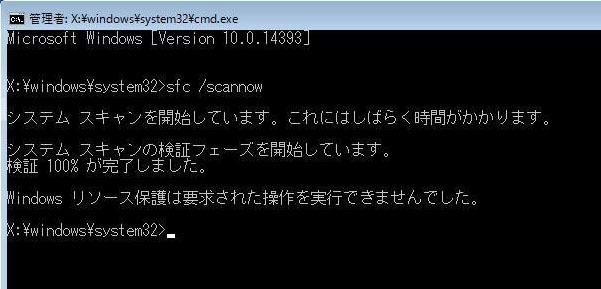 管理者: X:¥windows¥system32¥cmd.exe
Microsoft Windows [Version 10.0.14393]
X:¥windows¥system32>sfc /scannow
システム スキャンを開始しています。これにはしばらく時間がかかります。
システム スキャンの検証フェーズを開始しています。
検証 100% が完了しました。
Windows リソース保護は要求された操作を実行できませんでした。
X:¥windows¥system32>